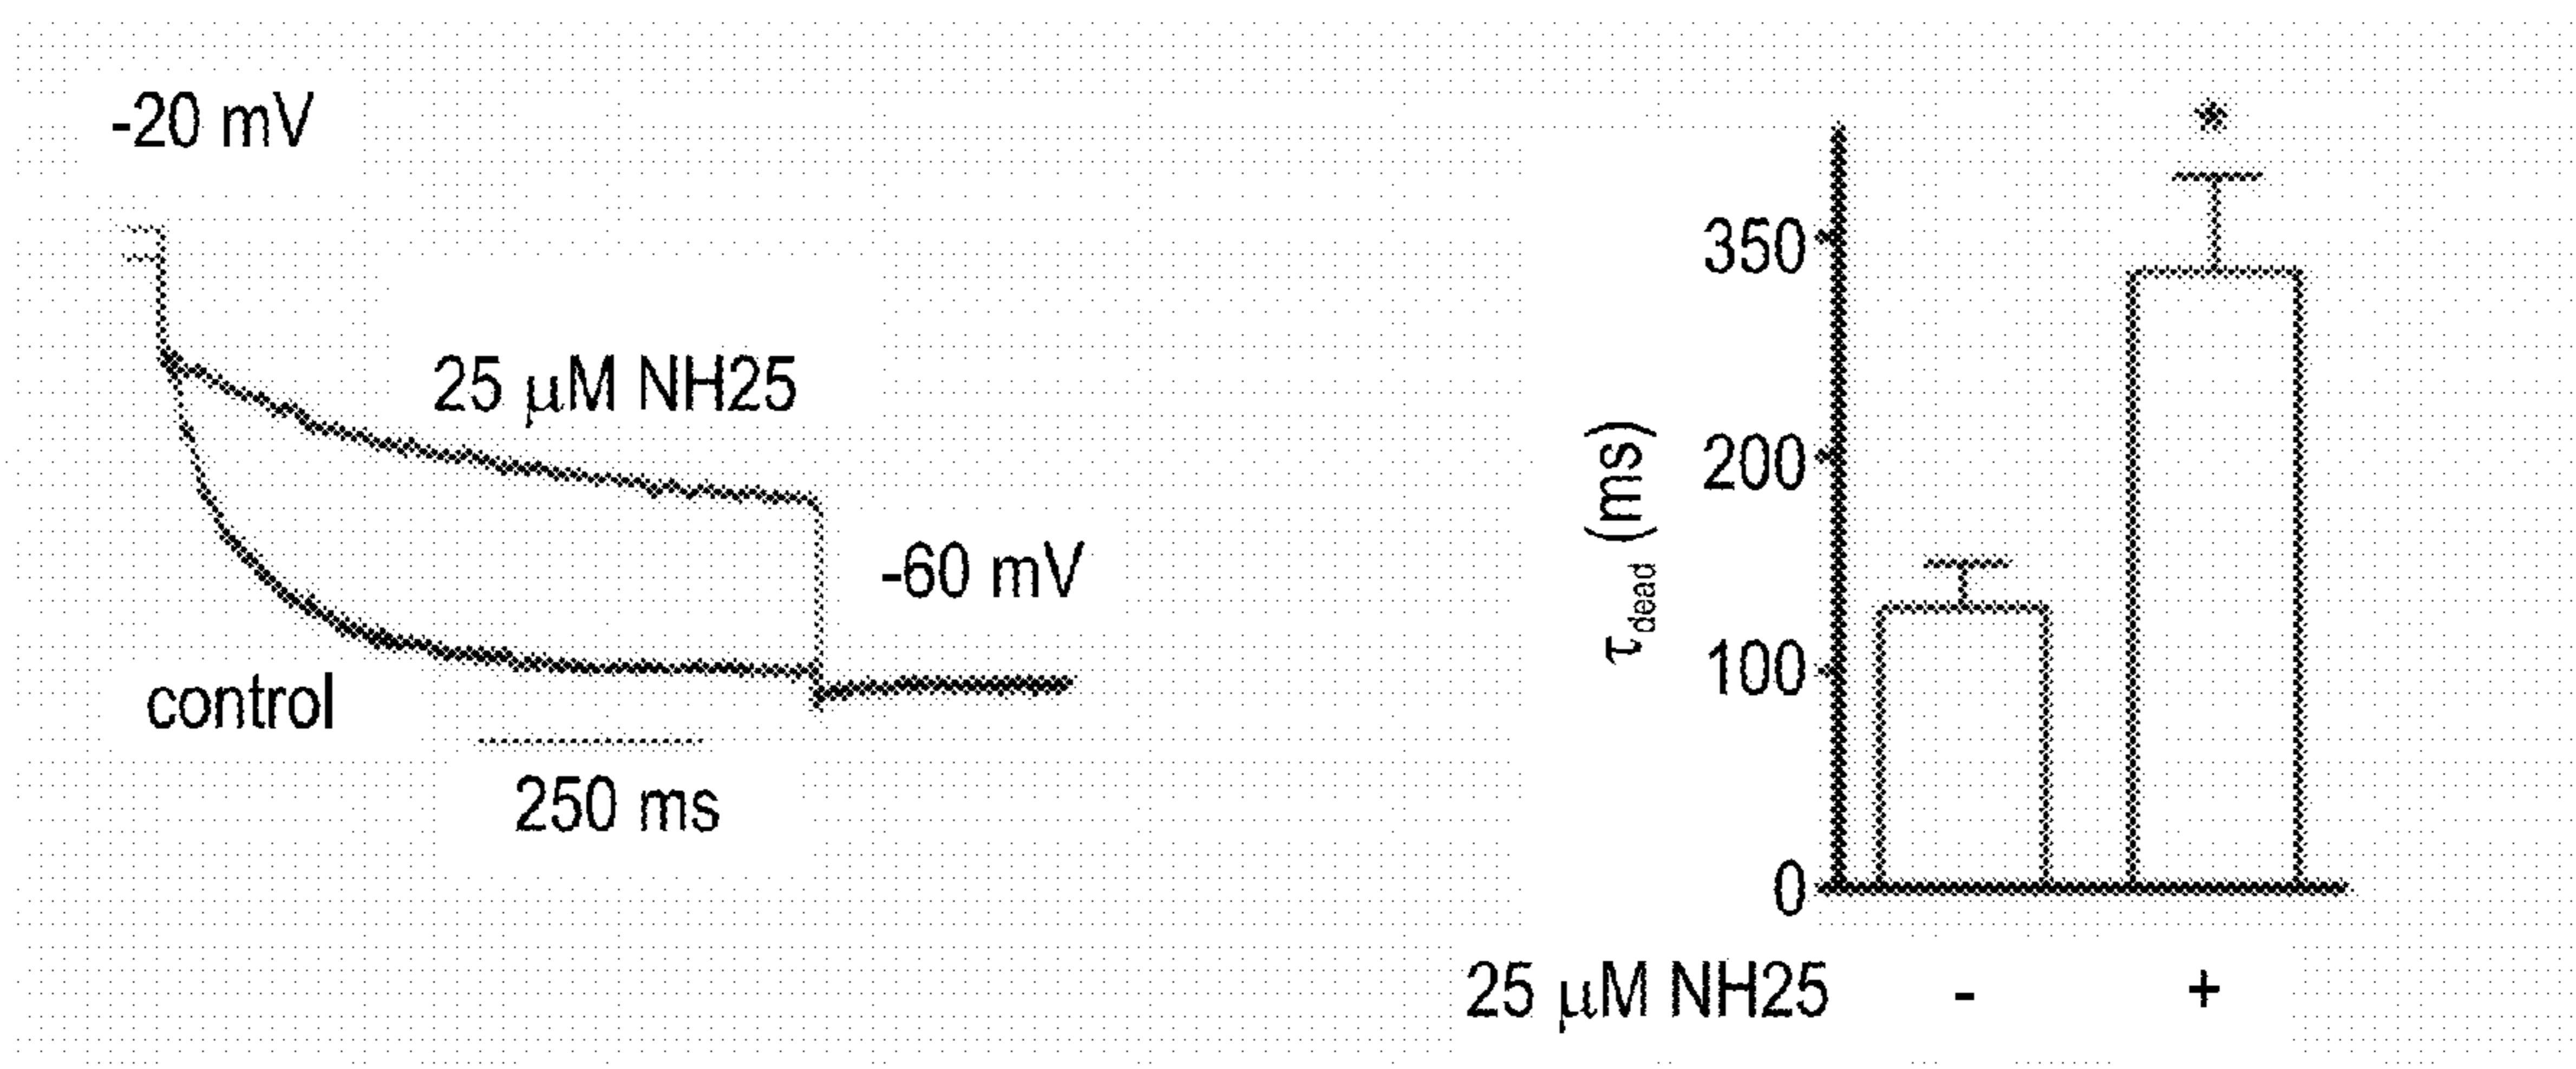 -20 mV
25 μM NH25
-60 mV
control
250 ms
*
350
200
100
0
τdead (ms)
25 μM NH25 - +